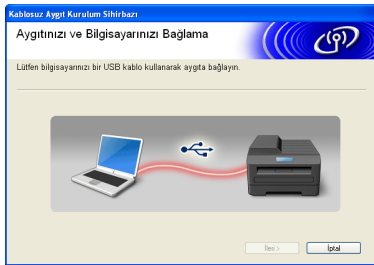 Kablosuz Aygıt Kurulum Sihirbazı
Aygıtınızı ve Bilgisayarınızı Bağlama
Lütfen bilgisayarınızı bir USB kablo kullanarak aygıta bağlayın.
İleri >
İptal